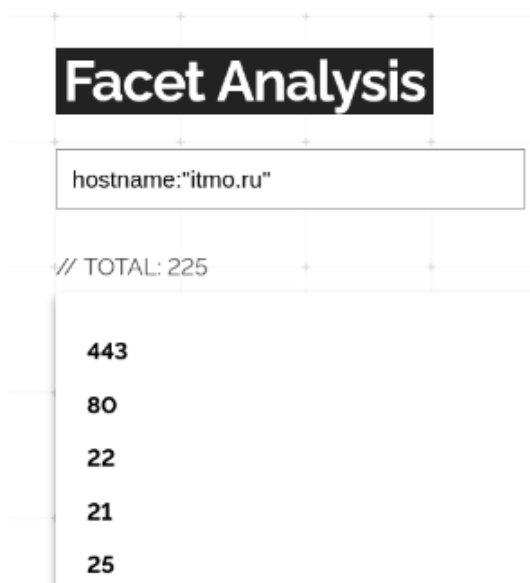 Facet Analysis
hostname:"itmo.ru"
// TOTAL: 225
443
80
22
21
25